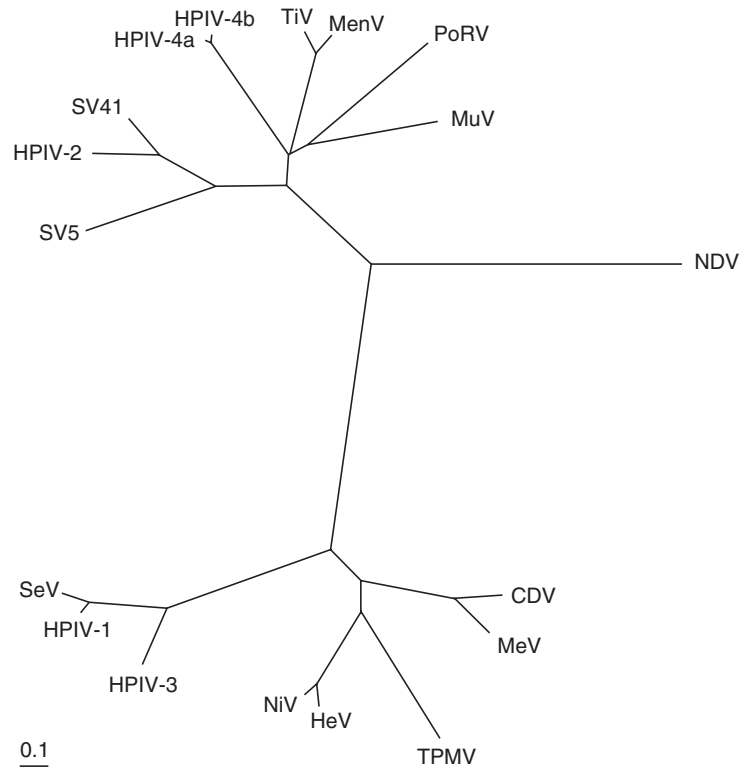 HPIV-4b
TiV
MenV
HPIV-4a
PoRV
SV41
MuV
HPIV-2
SV5
NDV
SeV
CDV
HPIV-1
MeV
HPIV-3
NiV
HeV
0.1
TPMV